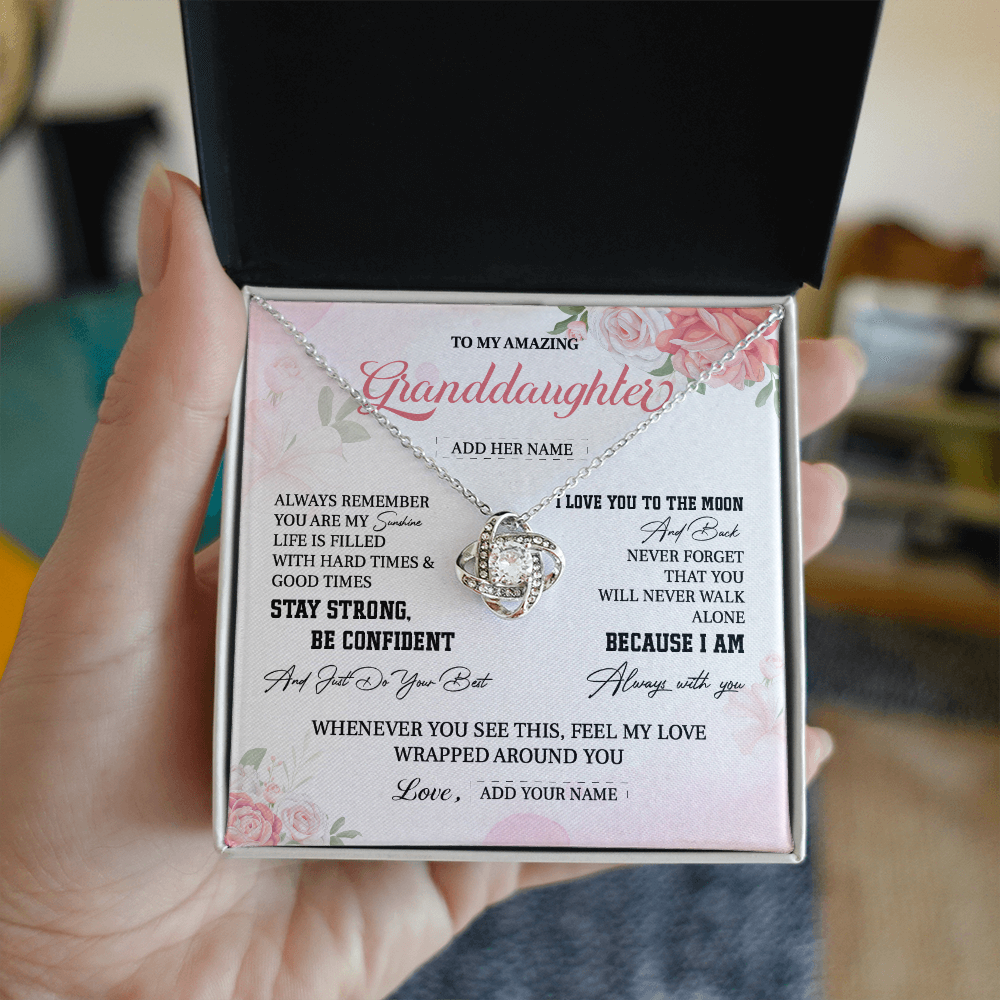 TO MY AMAZING
Granddaughter
ADD HER NAME
ALWAYS REMEMBER
YOU ARE MY Sunshine
LIFE IS FILLED
WITH HARD TIMES &
GOOD TIMES
STAY STRONG,
BE CONFIDENT
And Just Do Your Best
I LOVE YOU TO THE MOON
And Back
NEVER FORGET
THAT YOU
WILL NEVER WALK
ALONE
BECAUSE I AM
Always with you
WHENEVER YOU SEE THIS, FEEL MY LOVE
WRAPPED AROUND YOU
Love, ADD YOUR NAME